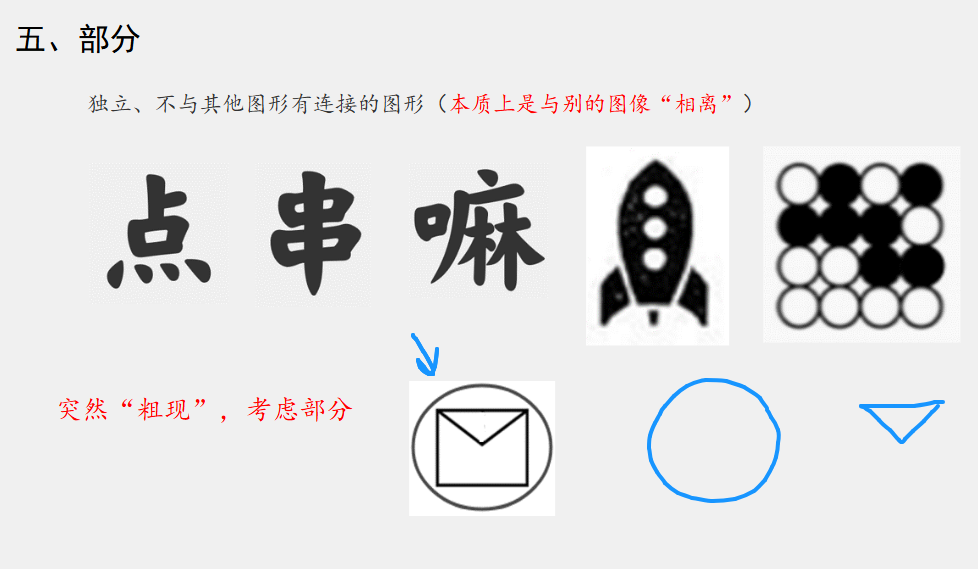 五、部分
独立、不与其他图形有连接的图形（本质上是与别的图像“相离”）
点 串 嘛
突然“粗现”，考虑部分